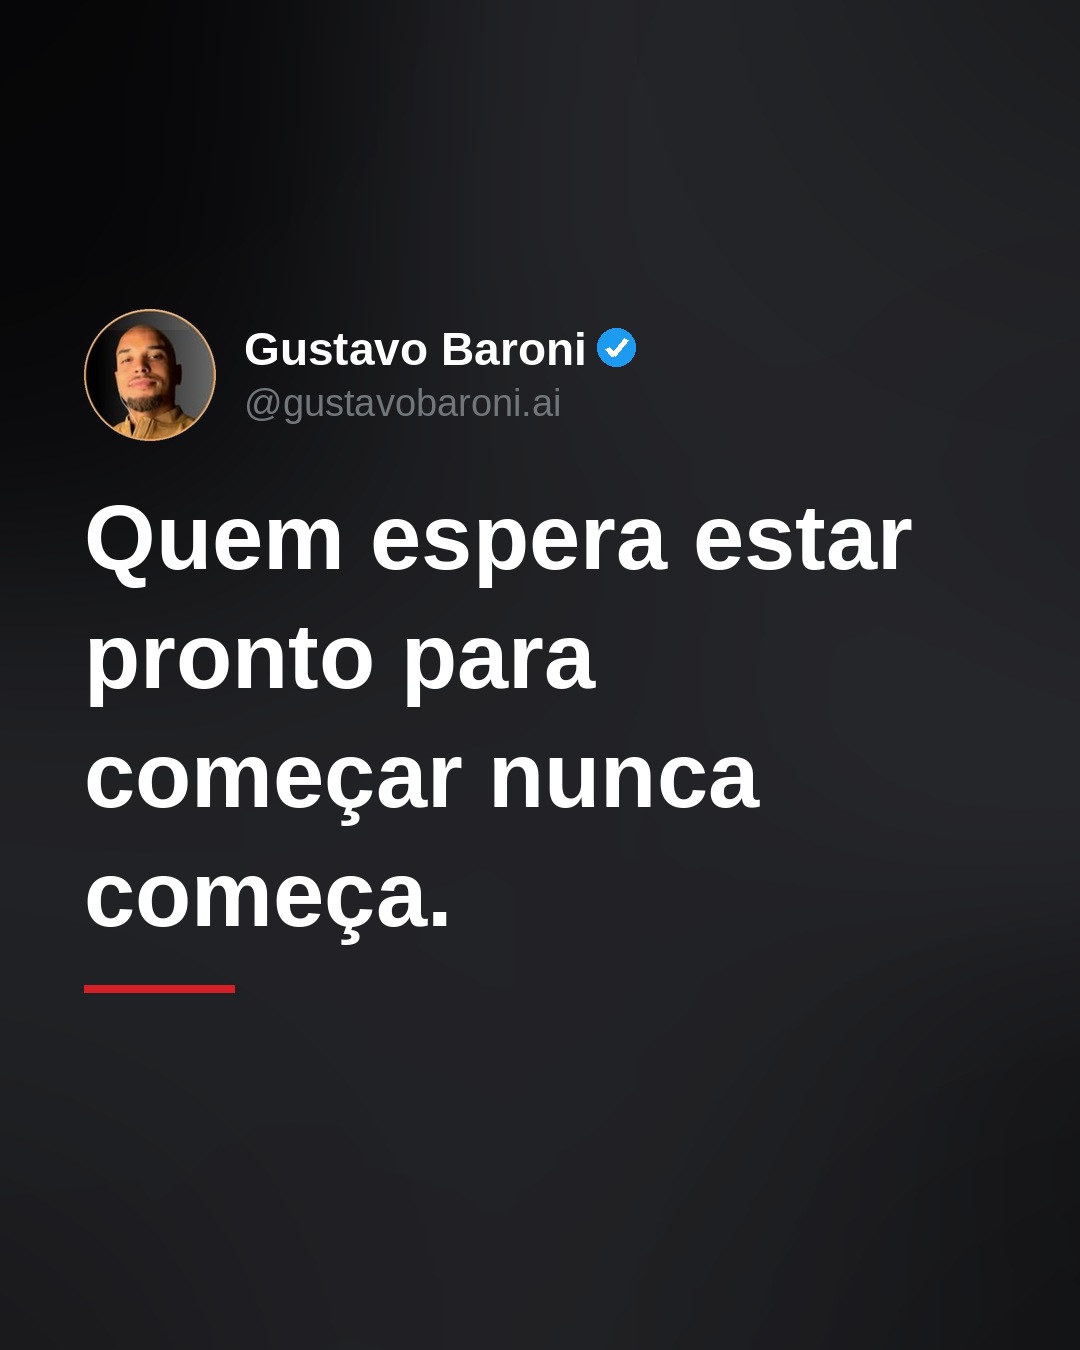 Gustavo Baroni
@gustavobaroni.ai
Quem espera estar
pronto para
começar nunca
começa.